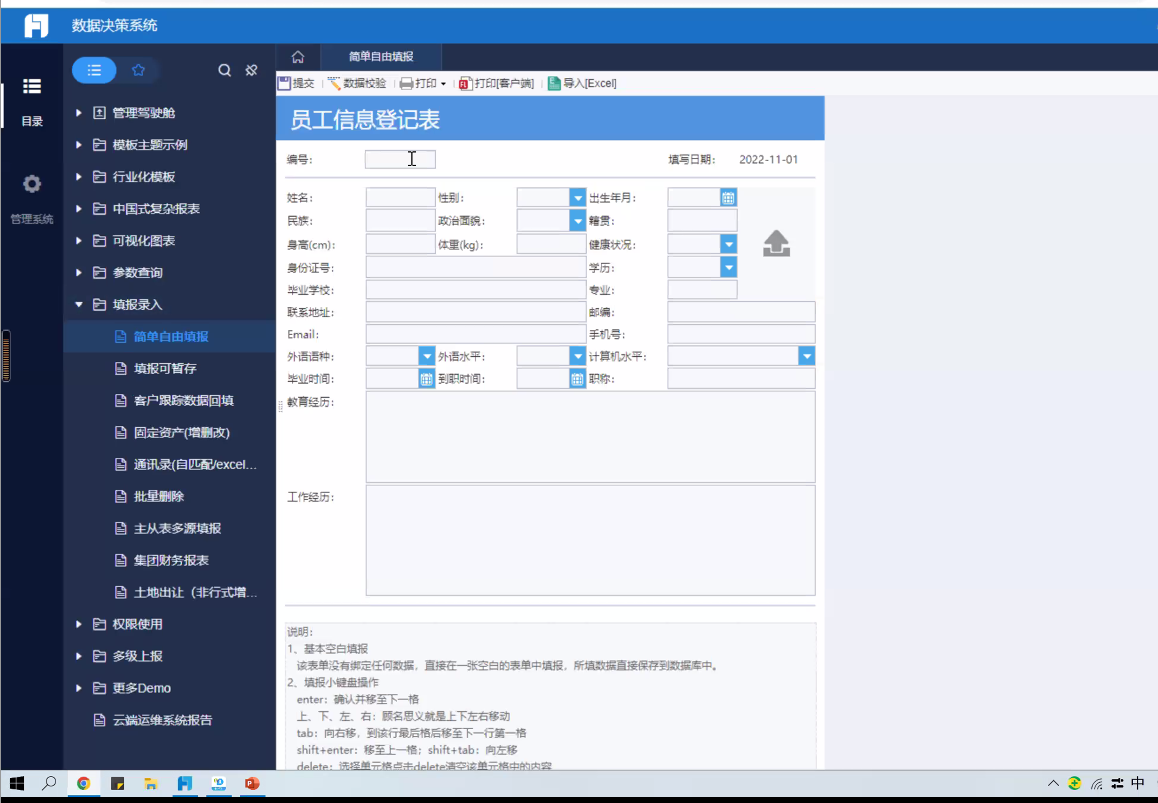 数据决策系统
目录
管理系统
管理驾驶舱
模板主题示例
行业化模板
中国式复杂报表
可视化图表
参数查询
填报录入
简单自由填报
填报可暂存
客户跟踪数据回填
固定资产(增删改)
通讯录(自匹配/excel...
批量删除
主从表多源填报
集团财务报表
土地出让（非行式增...
权限使用
多级上报
更多Demo
云端运维系统报告
简单自由填报
提交 数据校验 打印 打印[客户端] 导入[Excel]
员工信息登记表
编号: 填写日期: 2022-11-01
姓名: 性别: 出生年月:
民族: 政治面貌: 籍贯:
身高(cm): 体重(kg): 健康状况:
身份证号: 学历:
毕业学校: 专业:
联系地址: 邮编:
Email: 手机号:
外语语种: 外语水平: 计算机水平:
毕业时间: 到职时间: 职称:
教育经历:
工作经历:
说明:
1、基本空白填报
该表单没有绑定任何数据，直接在一张空白的表单中填报，所填数据直接保存到数据库中。
2、填报小键盘操作
enter：确认并移至下一格
上、下、左、右：顾名思义就是上下左右移动
tab：向右移，到该行最后格后移至下一行第一格
shift+enter：移至上一格；shift+tab：向左移
delete：选择单元格点击delete清空该单元格中的内容
中